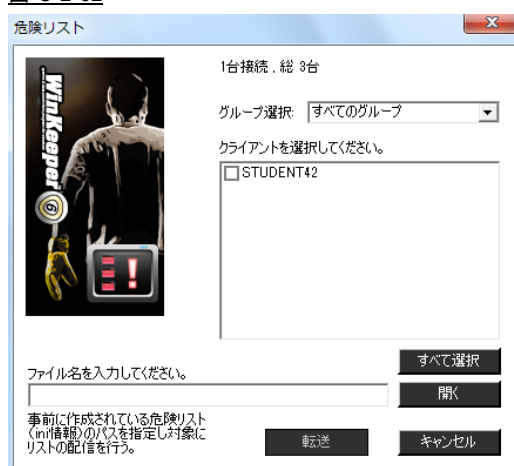 危険リスト
1台接続 , 総 3台
グループ選択: すべてのグループ
クライアントを選択してください。
STUDENT42
WinKeeper
6
すべて選択
ファイル名を入力してください。
開く
事前に作成されている危険リスト
（ini情報）のパスを指定し対象に
リストの配信を行う。
転送
キャンセル